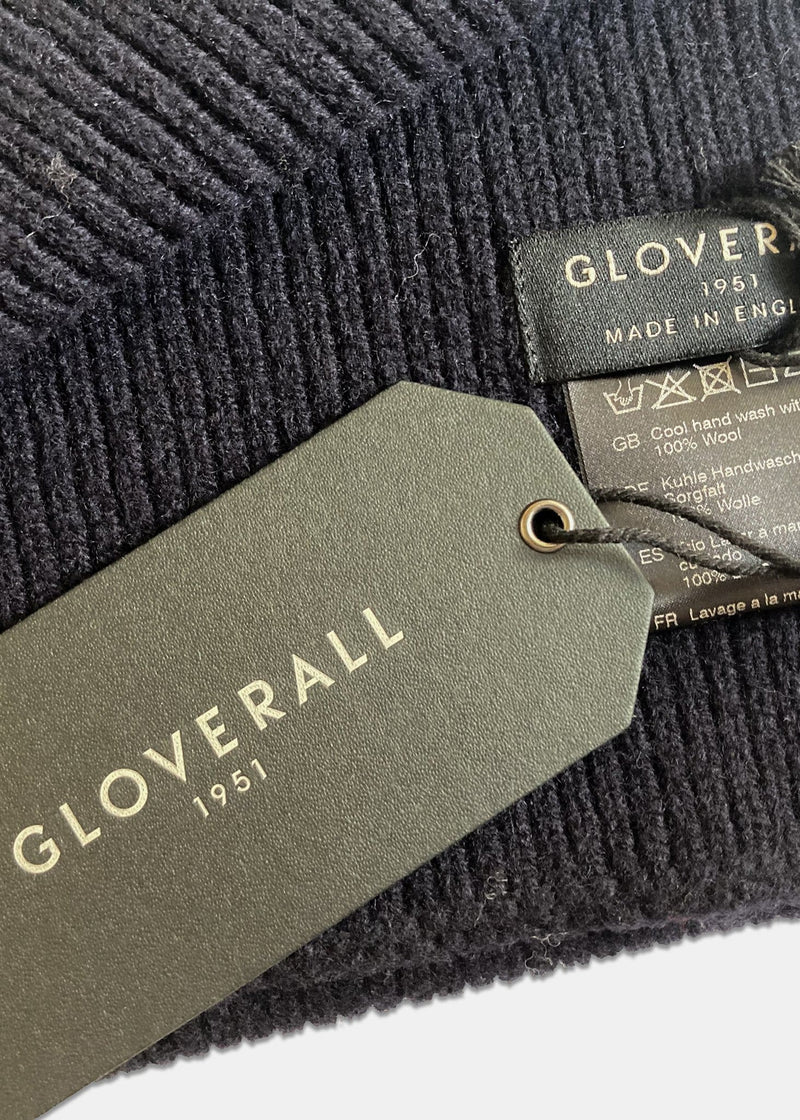 GLOVERA
1951
MADE IN ENGL
GB Cool hand wash with
100% Wool
Kuhle Handwasch
Sorgfalt
100% Wolle
ES
100%
FR Lavage a la ma
GLOVERALL
1951